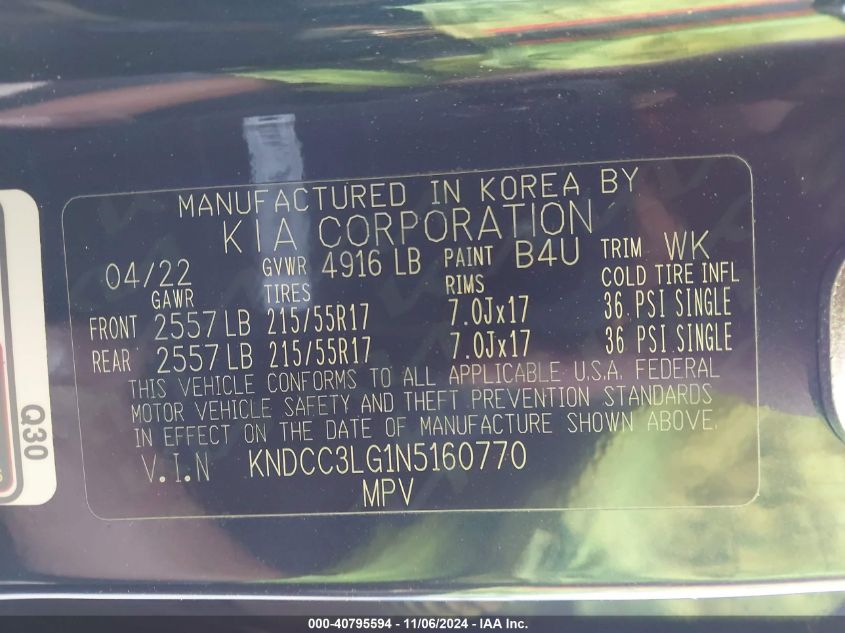 MANUFACTURED IN KOREA BY
KIA CORPORATION
04/22 GVWR 4916 LB PAINT B4U TRIM WK
GAWR TIRES RIMS COLD TIRE INFL
FRONT 2557 LB 215/55R17 7.0Jx17 36 PSI SINGLE
REAR 2557 LB 215/55R17 7.0Jx17 36 PSI SINGLE
THIS VEHICLE CONFORMS TO ALL APPLICABLE U.S.A. FEDERAL
MOTOR VEHICLE SAFETY AND THEFT PREVENTION STANDARDS
IN EFFECT ON THE DATE OF MANUFACTURE SHOWN ABOVE.
V.I.N KNDCC3LG1N5160770
MPV
Q30
000-40795594 - 11/06/2024 - IAA Inc.